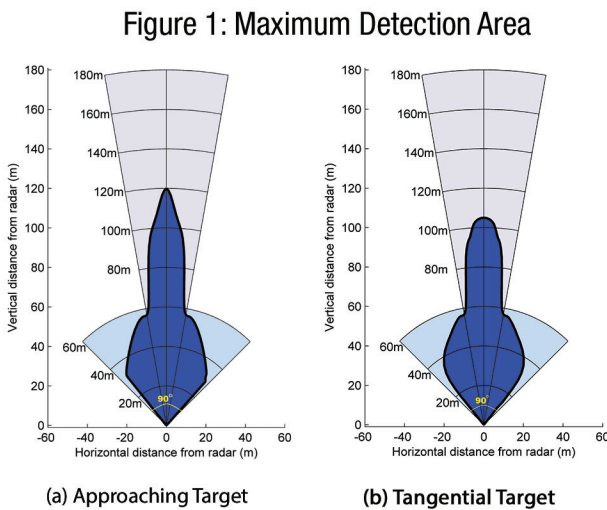 Figure 1: Maximum Detection Area
180
160
140
120
100
80
60
40
20
0
Vertical distance from radar (m)
180m
160m
140m
120m
100m
80m
60m
40m
20m
90°
-60 -40 -20 0 20 40 60
Horizontal distance from radar (m)
(a) Approaching Target
180
160
140
120
100
80
60
40
20
0
Vertical distance from radar (m)
180m
160m
140m
120m
100m
80m
60m
40m
20m
90°
-60 -40 -20 0 20 40 60
Horizontal distance from radar (m)
(b) Tangential Target